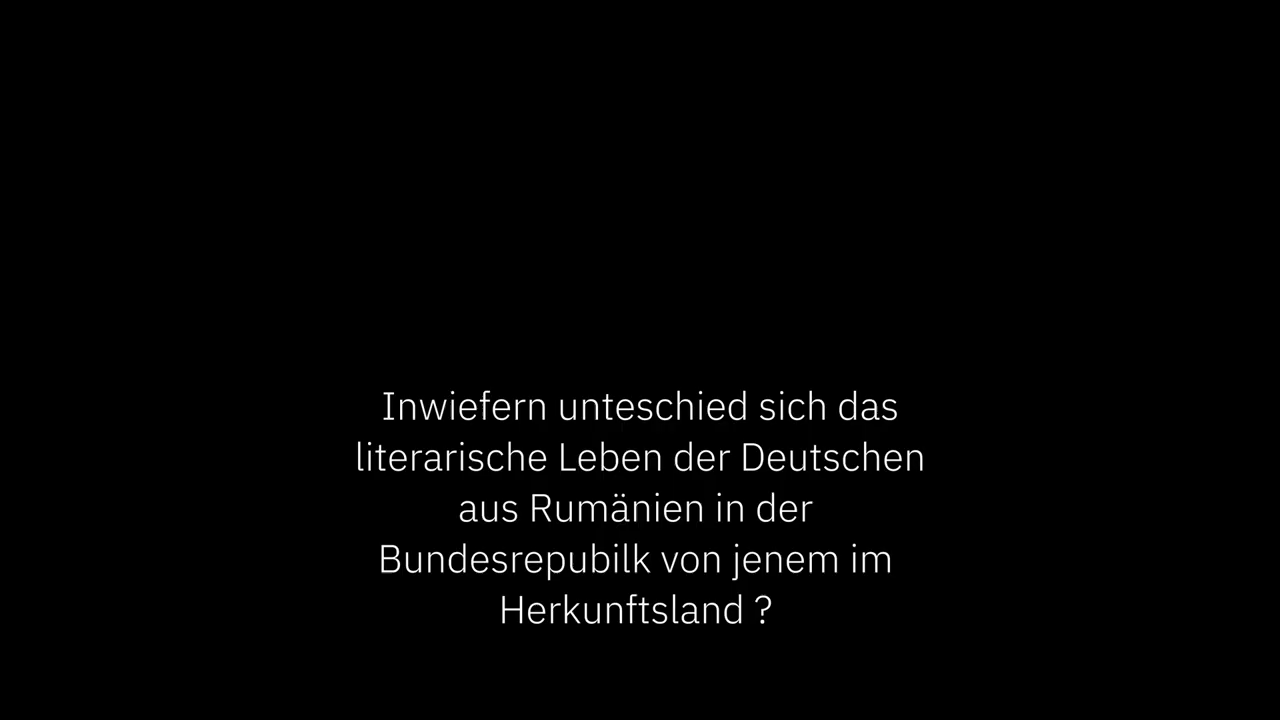 Inwiefern unteschied sich das
literarische Leben der Deutschen
aus Rumänien in der
Bundesrepubilk von jenem im
Herkunftsland ?